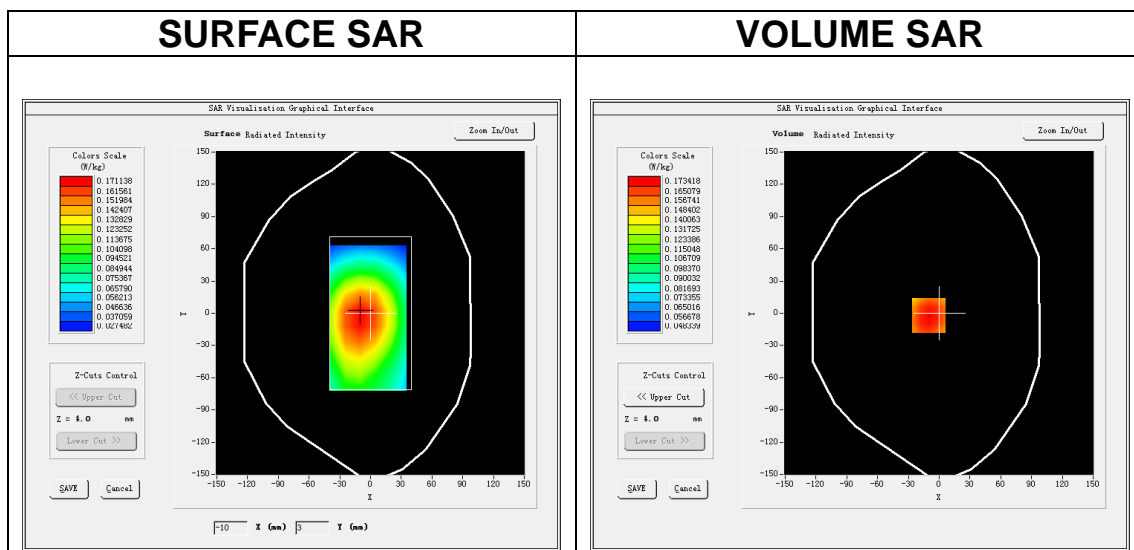 SURFACE SAR
VOLUME SAR
SAR Visualisation Graphical Interface
Surface Radiated Intensity
Zoom In/Out
Colors Scale
(W/kg)
0.171138
0.161561
0.151984
0.142407
0.132829
0.123252
0.113675
0.104098
0.094521
0.084944
0.075367
0.065790
0.056213
0.046636
0.037059
0.027482
Z-Cuts Control
<< Upper Cut
Z = 4.0 mm
Lower Cut >>
SAVE Cancel
150
120
90
60
30
0
-30
-60
-90
-120
-150
Y
-150 -120 -90 -60 -30 0 30 60 90 120 150
X
-10 X (mm) 3 Y (mm)
SAR Visualisation Graphical Interface
Volume Radiated Intensity
Zoom In/Out
Colors Scale
(W/kg)
0.173418
0.165079
0.156741
0.148402
0.140063
0.131725
0.123386
0.115048
0.106709
0.098370
0.090032
0.081693
0.073355
0.065016
0.056678
0.048339
Z-Cuts Control
<< Upper Cut
Z = 4.0 mm
Lower Cut >>
SAVE Cancel
150
120
90
60
30
0
-30
-60
-90
-120
-150
Y
-150 -120 -90 -60 -30 0 30 60 90 120 150
X